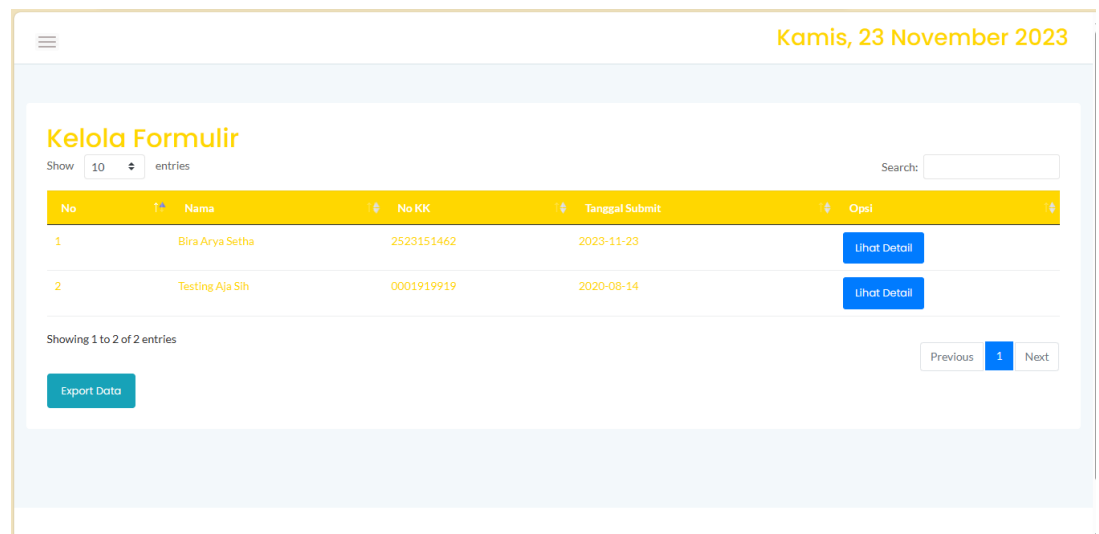 Kamis, 23 November 2023
Kelola Formulir
Show 10 entries Search:
No Nama No KK Tanggal Submit Opsi
1 Bira Arya Setha 2523151462 2023-11-23 Lihat Detail
2 Testing Aja Sih 0001919919 2020-08-14 Lihat Detail
Showing 1 to 2 of 2 entries
Previous 1 Next
Export Data